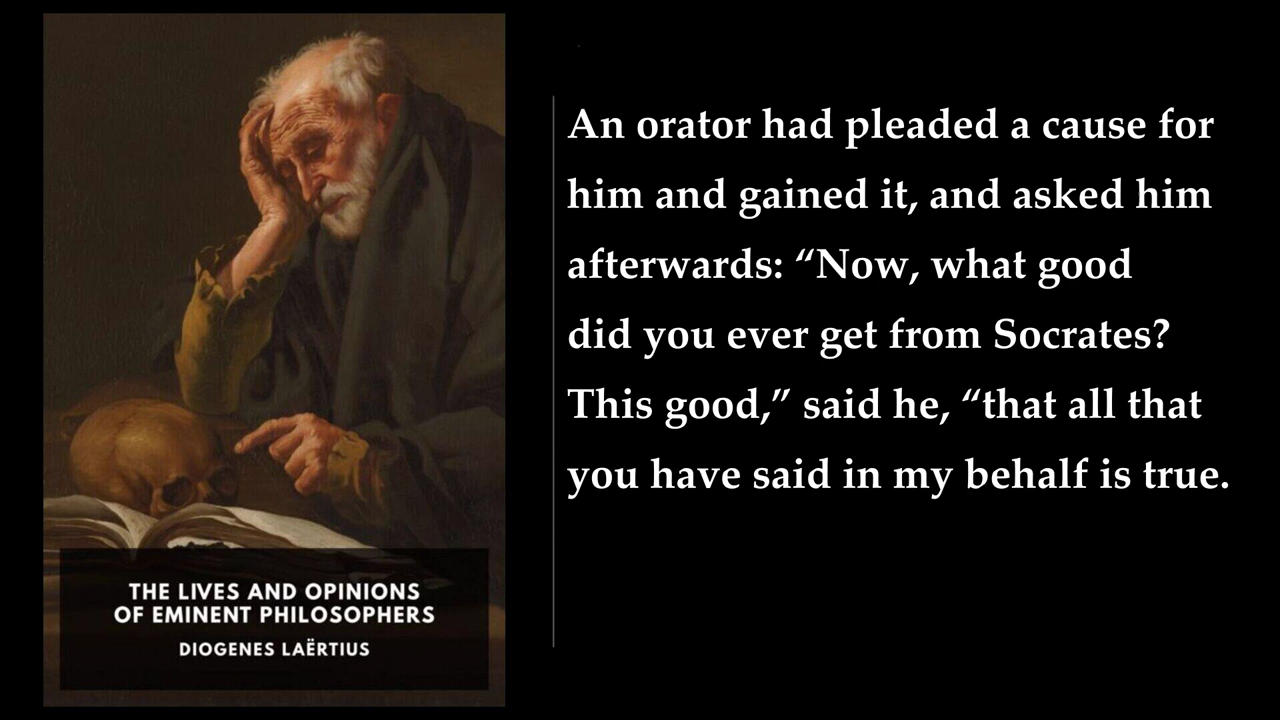 An orator had pleaded a cause for
him and gained it, and asked him
afterwards: “Now, what good
did you ever get from Socrates?
This good,” said he, “that all that
you have said in my behalf is true.
THE LIVES AND OPINIONS
OF EMINENT PHILOSOPHERS
DIOGENES LAËRTIUS